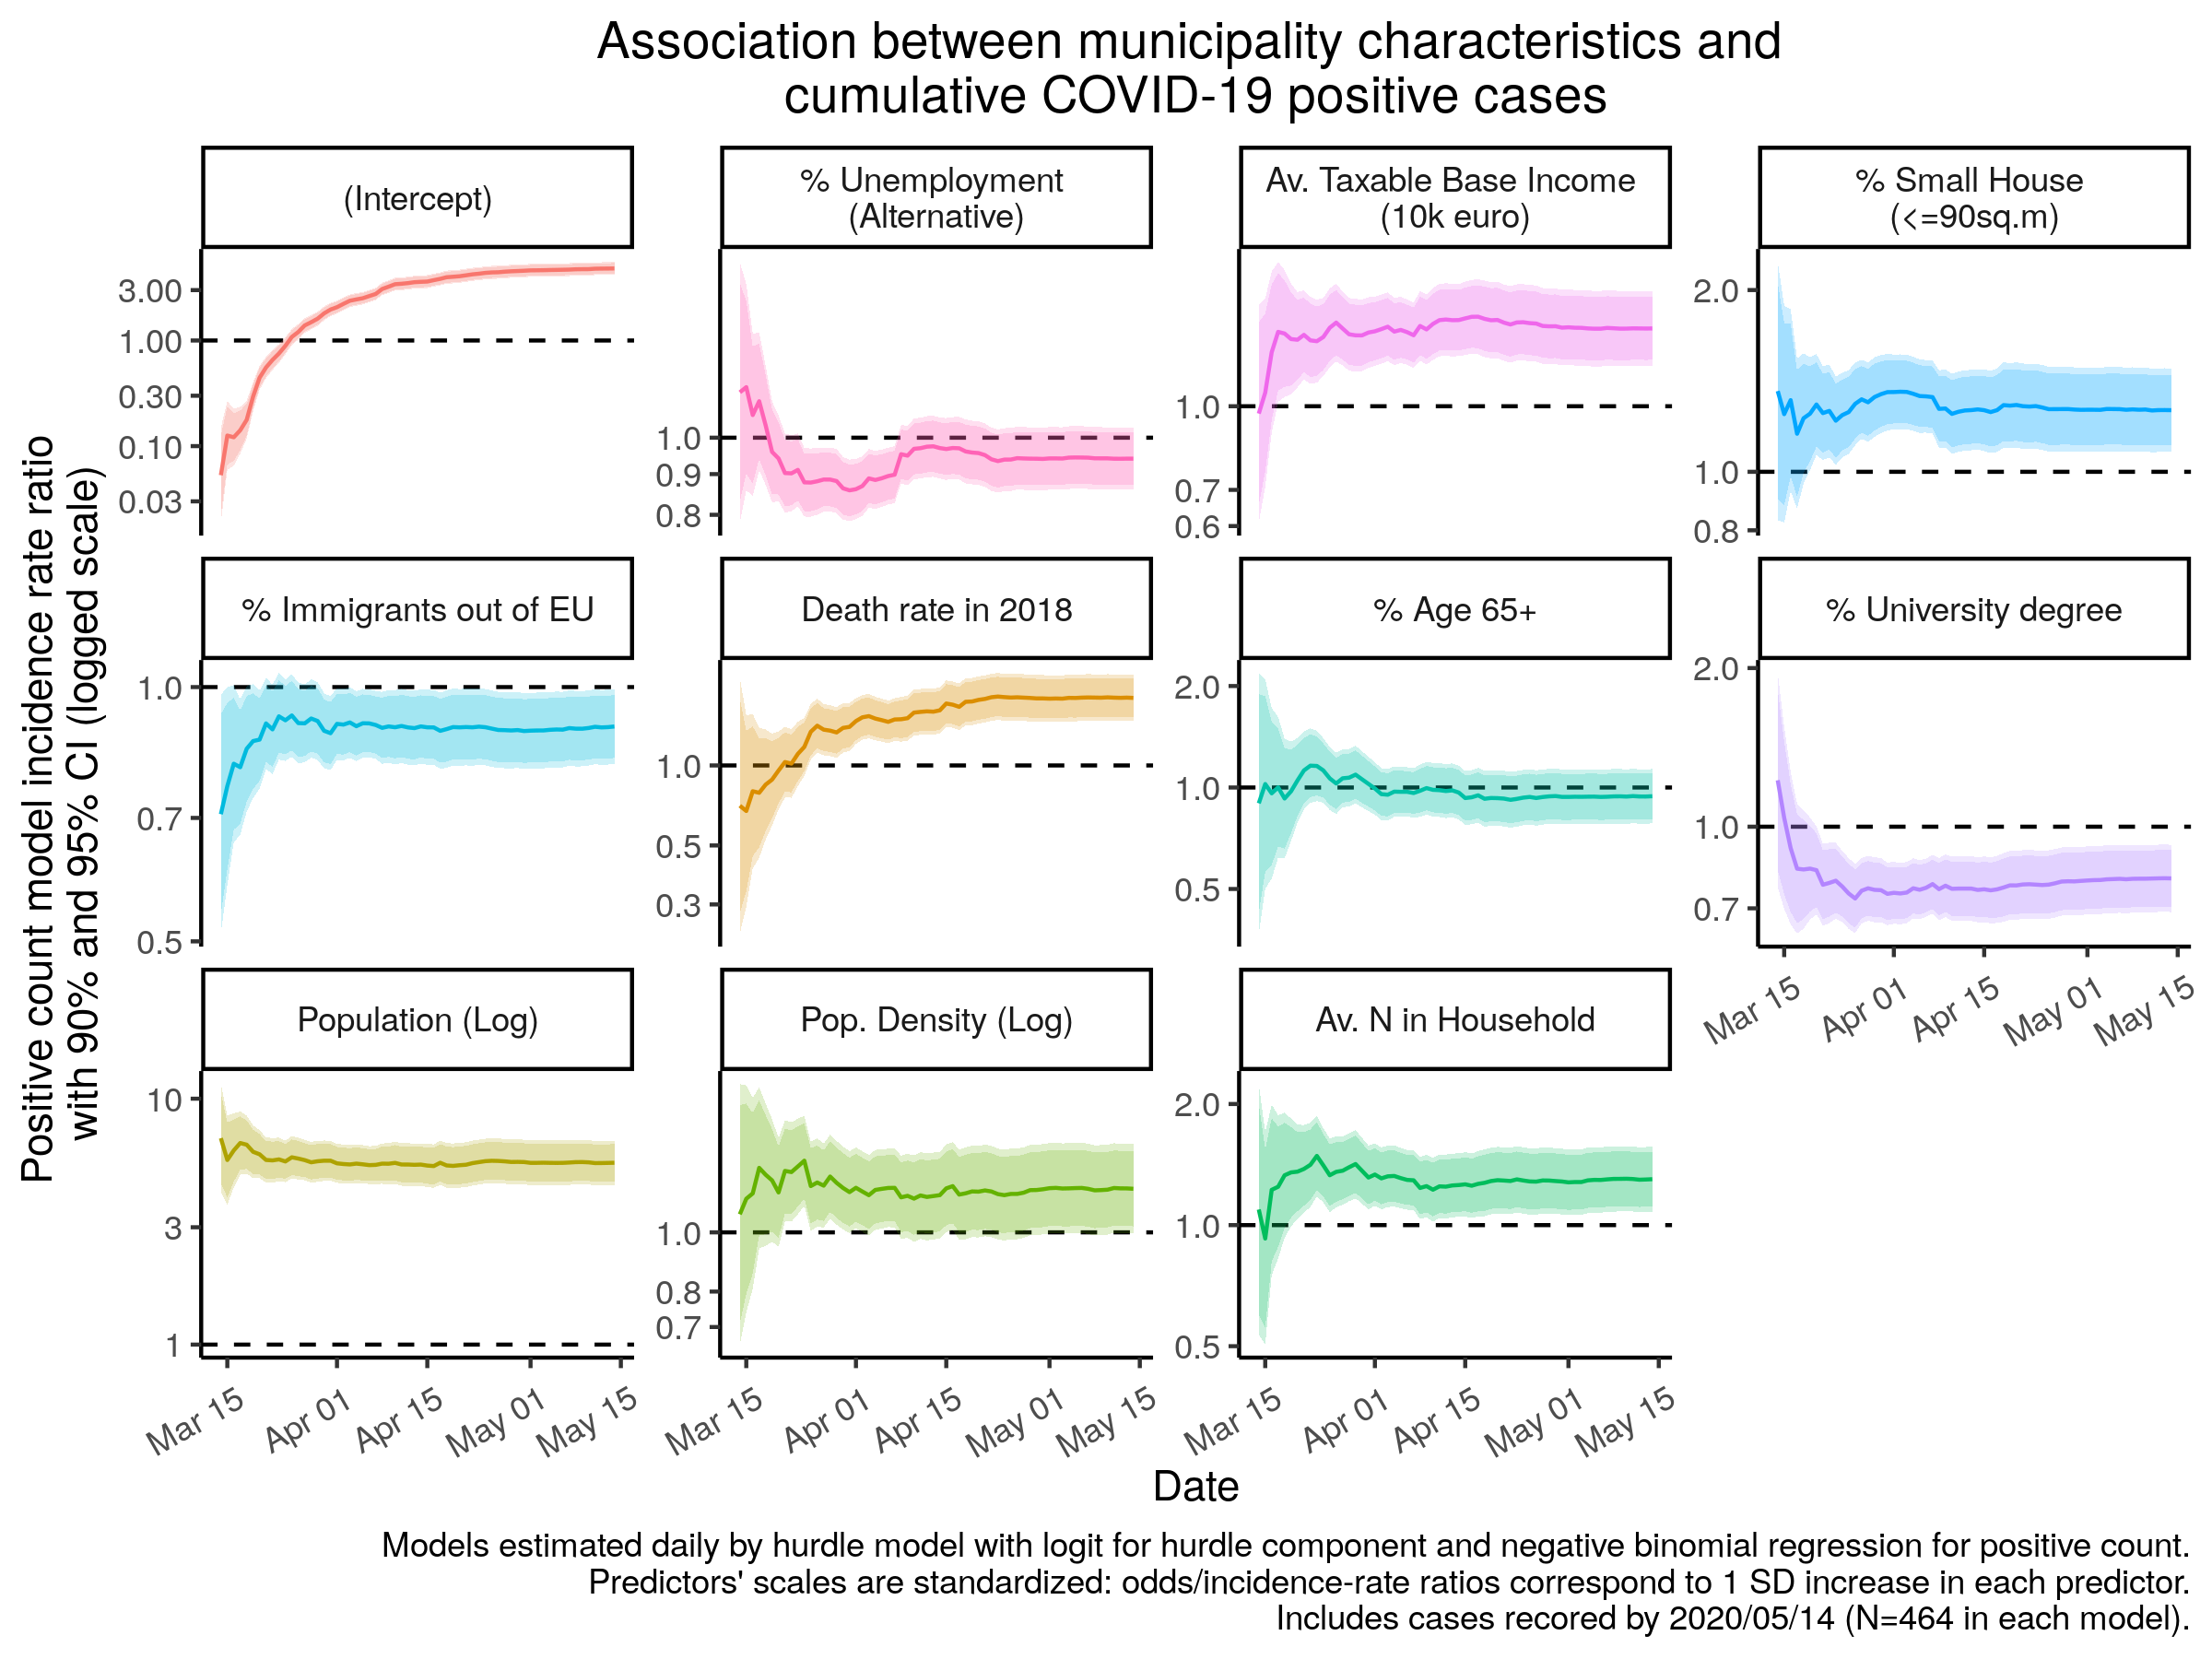 Association between municipality characteristics and
cumulative COVID-19 positive cases
Positive count model incidence rate ratio
with 90% and 95% CI (logged scale)
(Intercept)
3.00
1.00
0.30
0.10
0.03
% Unemployment
(Alternative)
1.0
0.9
0.8
Av. Taxable Base Income
(10k euro)
1.0
0.7
0.6
% Small House
(<=90sq.m)
2.0
1.0
0.8
% Immigrants out of EU
1.0
0.7
0.5
Death rate in 2018
1.0
0.5
0.3
% Age 65+
2.0
1.0
0.5
% University degree
2.0
1.0
0.7
Mar 15 Apr 01 Apr 15 May 01 May 15
Population (Log)
10
3
1
Mar 15 Apr 01 Apr 15 May 01 May 15
Pop. Density (Log)
1.0
0.8
0.7
Mar 15 Apr 01 Apr 15 May 01 May 15
Av. N in Household
2.0
1.0
0.5
Mar 15 Apr 01 Apr 15 May 01 May 15
Date
Models estimated daily by hurdle model with logit for hurdle component and negative binomial regression for positive count.
Predictors' scales are standardized: odds/incidence-rate ratios correspond to 1 SD increase in each predictor.
Includes cases recored by 2020/05/14 (N=464 in each model).